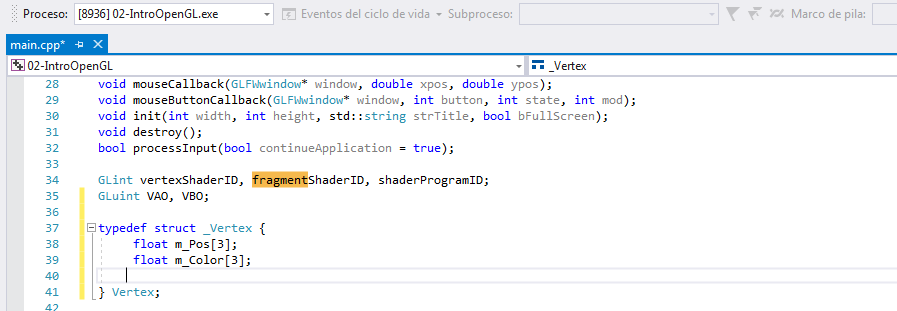 Proceso: [8936] 02-IntroOpenGL.exe Eventos del ciclo de vida Subproceso: Marco de pila:
main.cpp*
02-IntroOpenGL _Vertex
28 void mouseCallback(GLFWwindow* window, double xpos, double ypos);
29 void mouseButtonCallback(GLFWwindow* window, int button, int state, int mod);
30 void init(int width, int height, std::string strTitle, bool bFullScreen);
31 void destroy();
32 bool processInput(bool continueApplication = true);
33
34 GLint vertexShaderID, fragmentShaderID, shaderProgramID;
35 GLuint VAO, VBO;
36
37 typedef struct _Vertex {
38 float m_Pos[3];
39 float m_Color[3];
40
41 } Vertex;
42